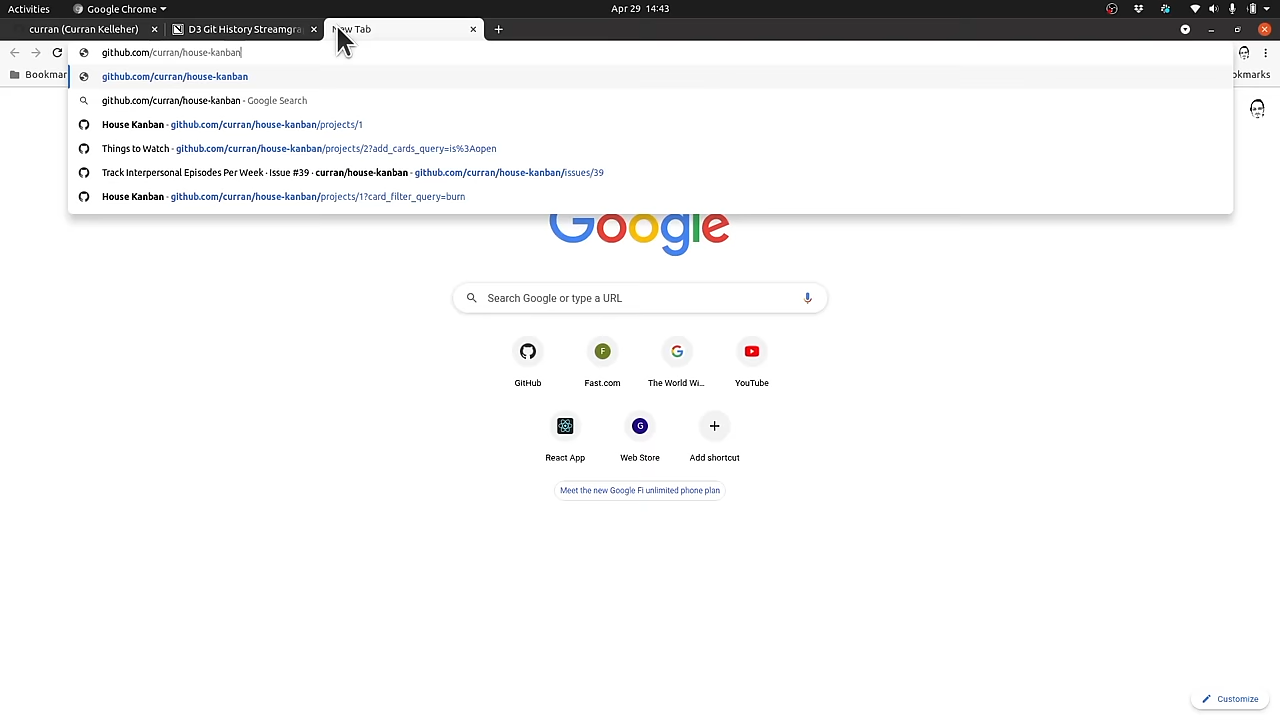 Activities
Google Chrome
Apr 29 14:43
curran (Curran Kelleher)
D3 Git History Streamgra
New Tab
github.com/curran/house-kanban
Bookmar
github.com/curran/house-kanban
okmarks
github.com/curran/house-kanban - Google Search
House Kanban - github.com/curran/house-kanban/projects/1
Things to Watch - github.com/curran/house-kanban/projects/2?add_cards_query=is%3Aopen
Track Interpersonal Episodes Per Week · Issue #39 · curran/house-kanban - github.com/curran/house-kanban/issues/39
House Kanban - github.com/curran/house-kanban/projects/1?card_filter_query=burn
Google
Search Google or type a URL
F
GitHub
Fast.com
The World Wi...
YouTube
G
React App
Web Store
Add shortcut
Meet the new Google Fi unlimited phone plan
Customize